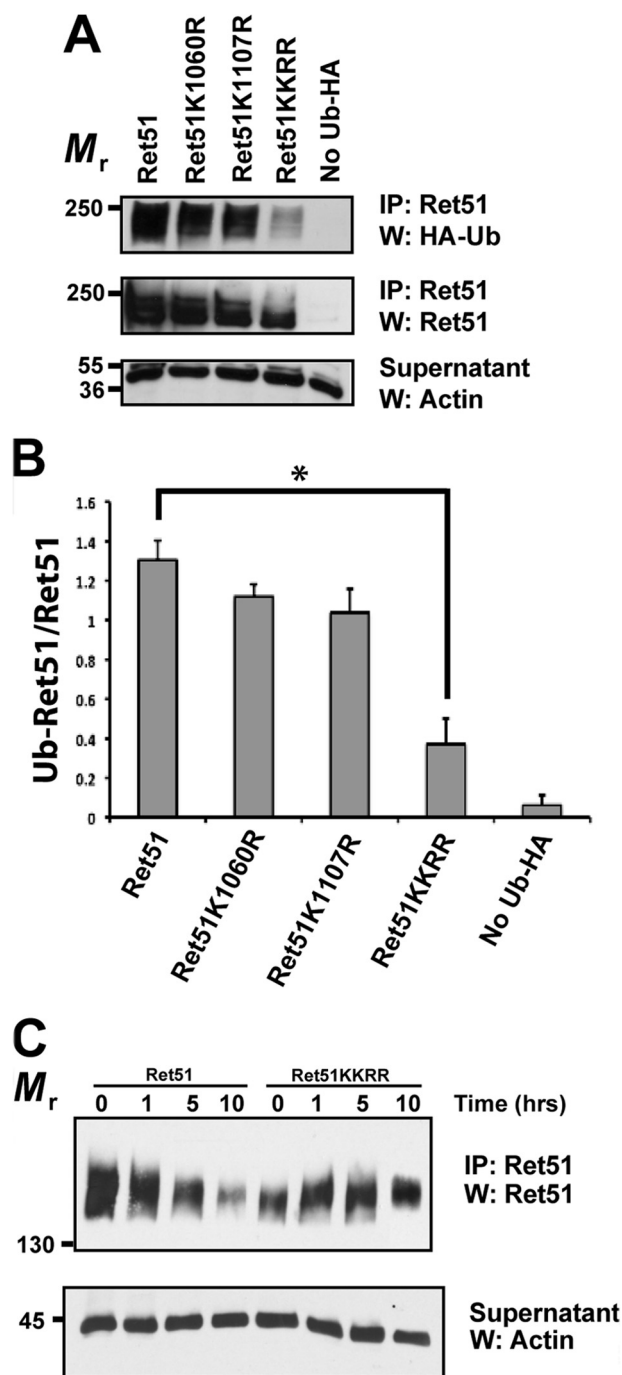 A
Mr
Ret51
Ret51K1060R
Ret51K1107R
Ret51KKRR
No Ub-HA
250
IP: Ret51
W: HA-Ub
250
IP: Ret51
W: Ret51
55
36
Supernatant
W: Actin
B
*
Ub-Ret51/Ret51
1.6
1.4
1.2
1
0.8
0.6
0.4
0.2
0
Ret51
Ret51K1060R
Ret51K1107R
Ret51KKRR
No Ub-HA
C
Mr
Ret51 Ret51KKRR
0 1 5 10 0 1 5 10 Time (hrs)
IP: Ret51
W: Ret51
130
45
Supernatant
W: Actin